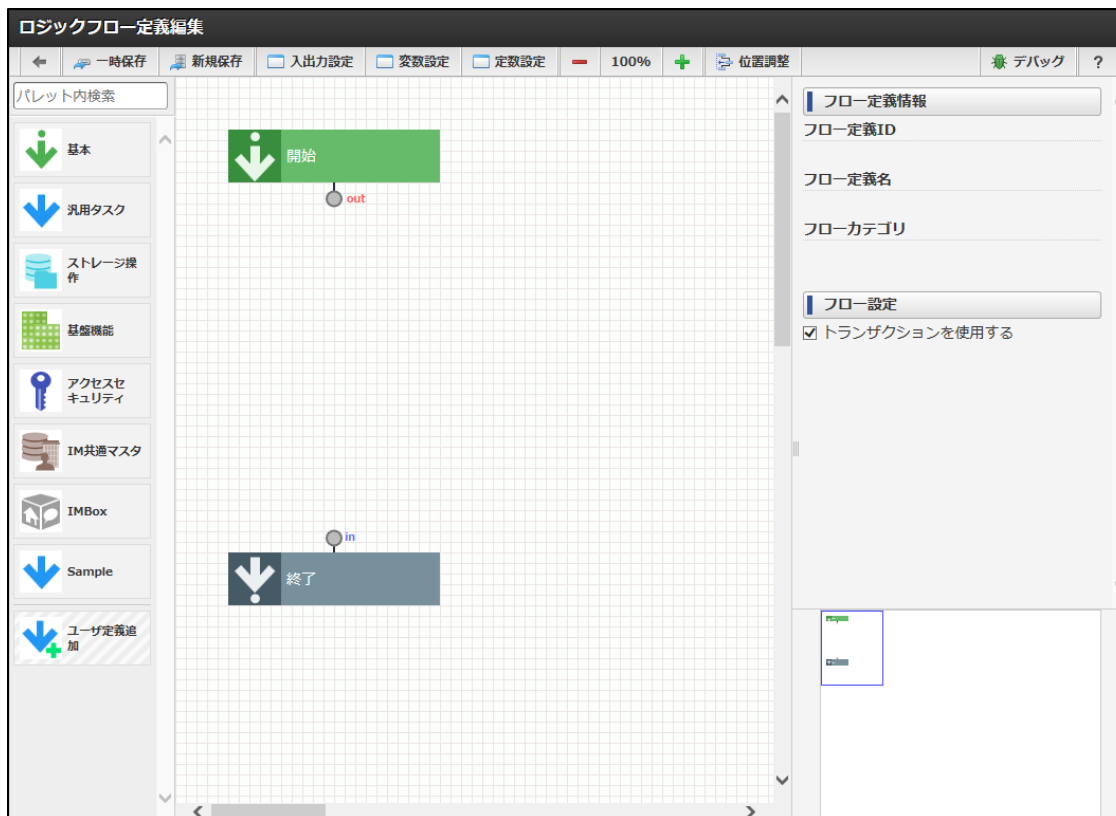 ロジックフロー定義編集
一時保存 新規保存 入出力設定 変数設定 定数設定 100% 位置調整 デバッグ ?
パレット内検索
基本
汎用タスク
ストレージ操
作
基盤機能
アクセスセ
キュリティ
IM共通マスタ
IMBox
Sample
ユーザ定義追
加
開始
out
in
終了
フロー定義情報
フロー定義ID
フロー定義名
フローカテゴリ
フロー設定
トランザクションを使用する